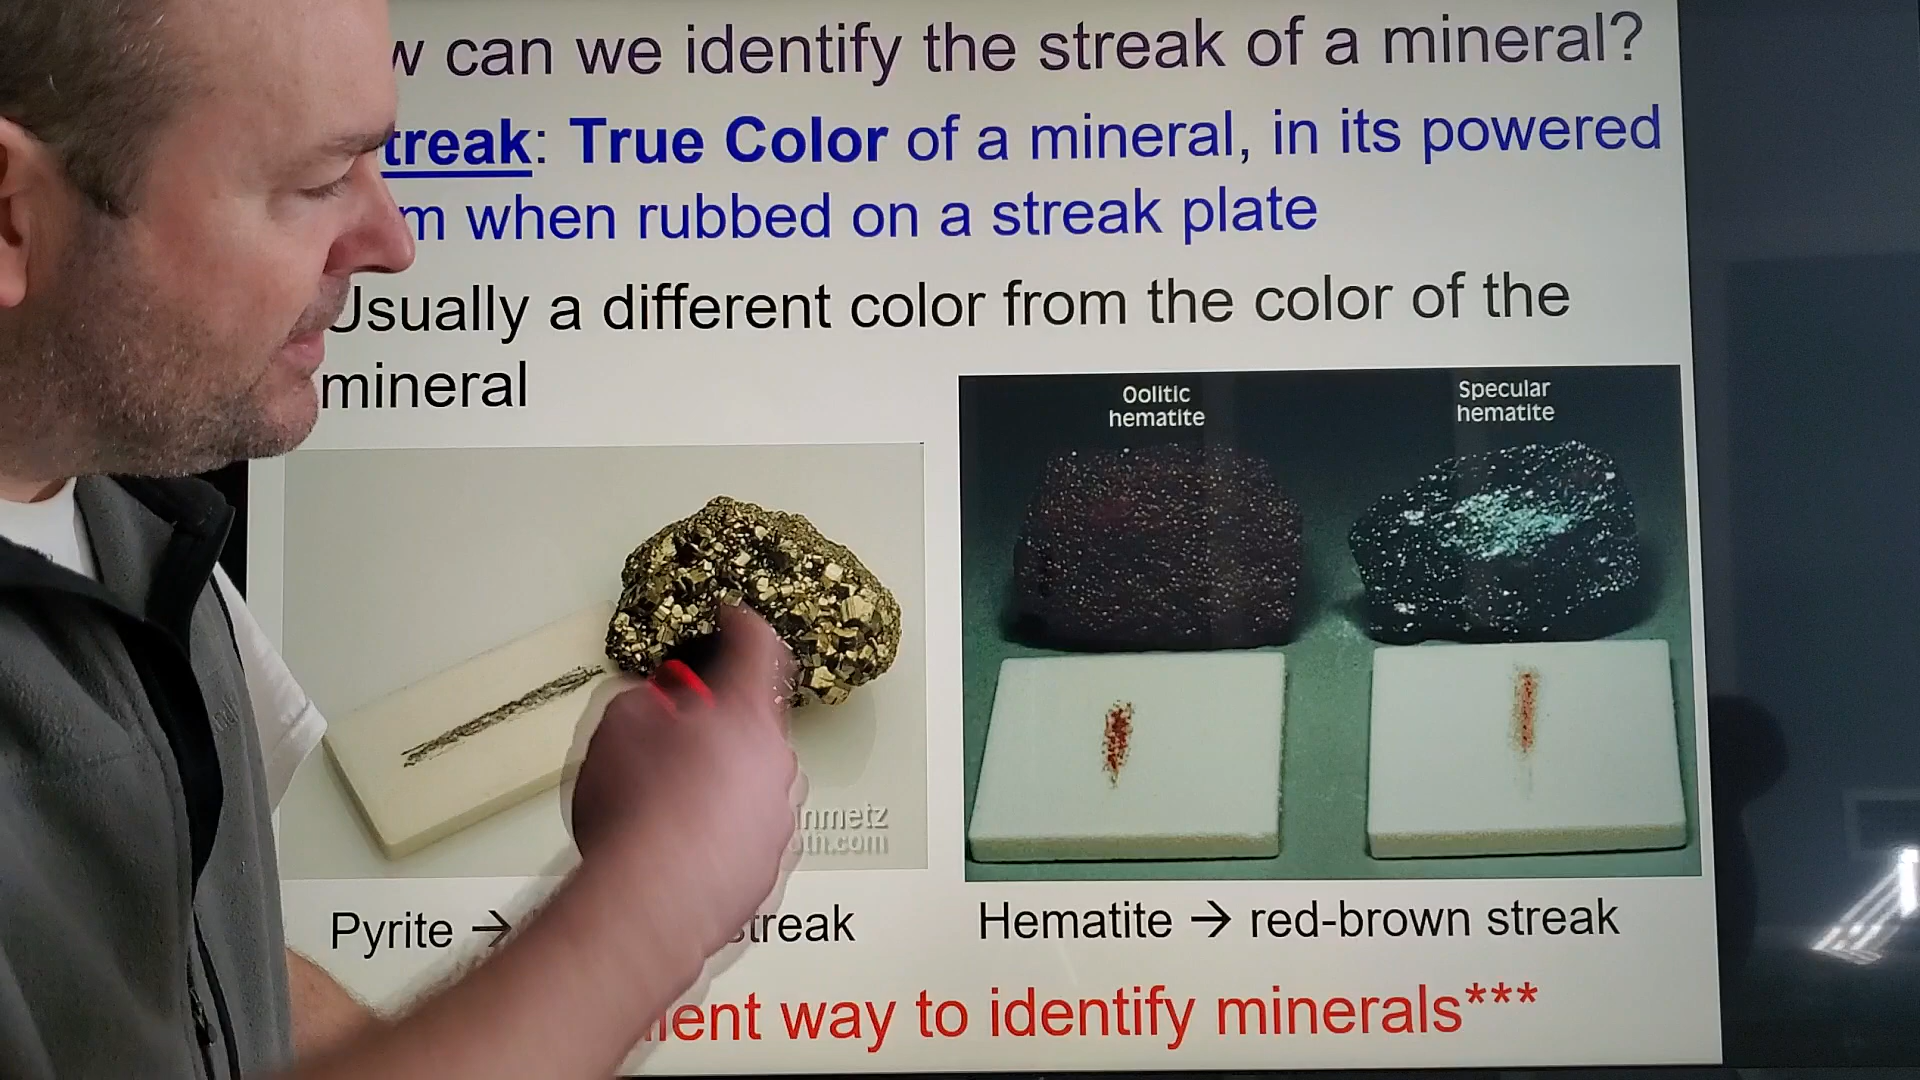 can we identify the streak of a mineral?
treak: True Color of a mineral, in its powered
m when rubbed on a streak plate
Usually a different color from the color of the
mineral
Oolitic
hematite
Specular
hematite
nmetz
.com
Pyrite → streak
Hematite → red-brown streak
way to identify minerals***